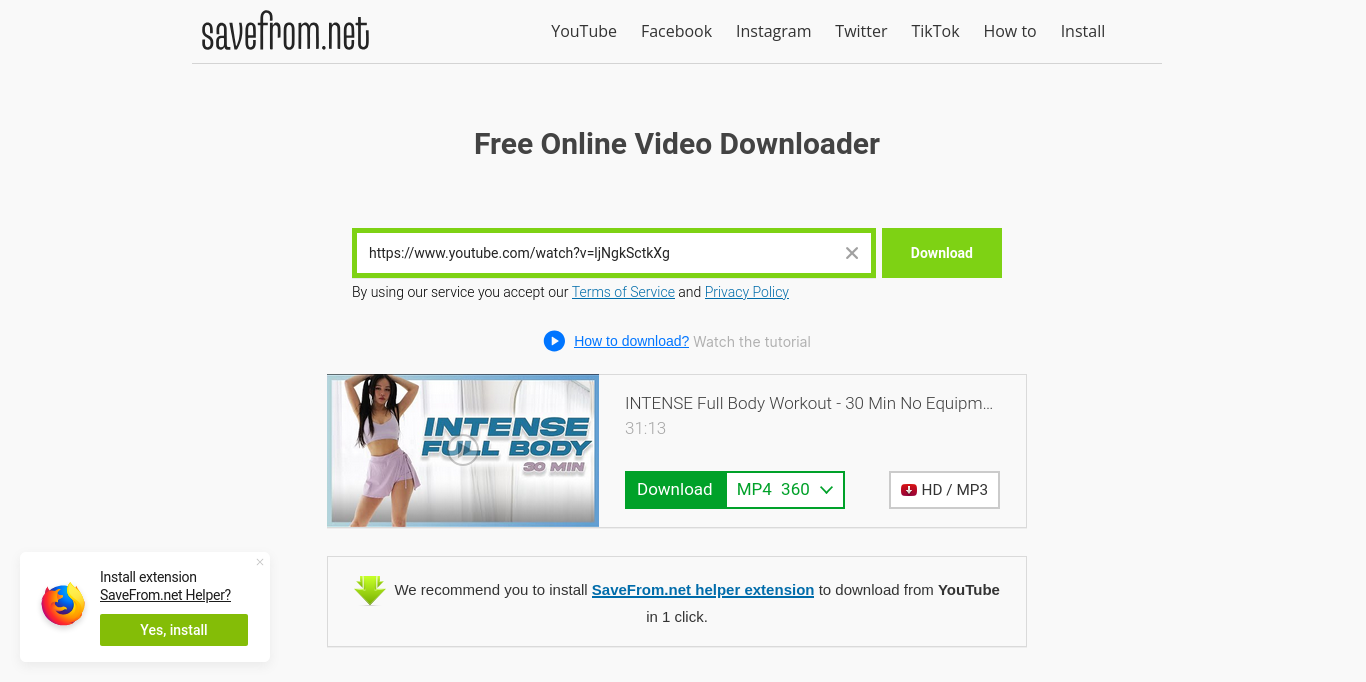 savefrom.net
YouTube Facebook Instagram Twitter TikTok How to Install
Free Online Video Downloader
https://www.youtube.com/watch?v=ljNgkSctkXg
Download
By using our service you accept our Terms of Service and Privacy Policy
How to download? Watch the tutorial
INTENSE
FULL BODY
30 MIN
INTENSE Full Body Workout - 30 Min No Equipm...
31:13
Download MP4 360
HD / MP3
We recommend you to install SaveFrom.net helper extension to download from YouTube
in 1 click.
Install extension
SaveFrom.net Helper?
Yes, install